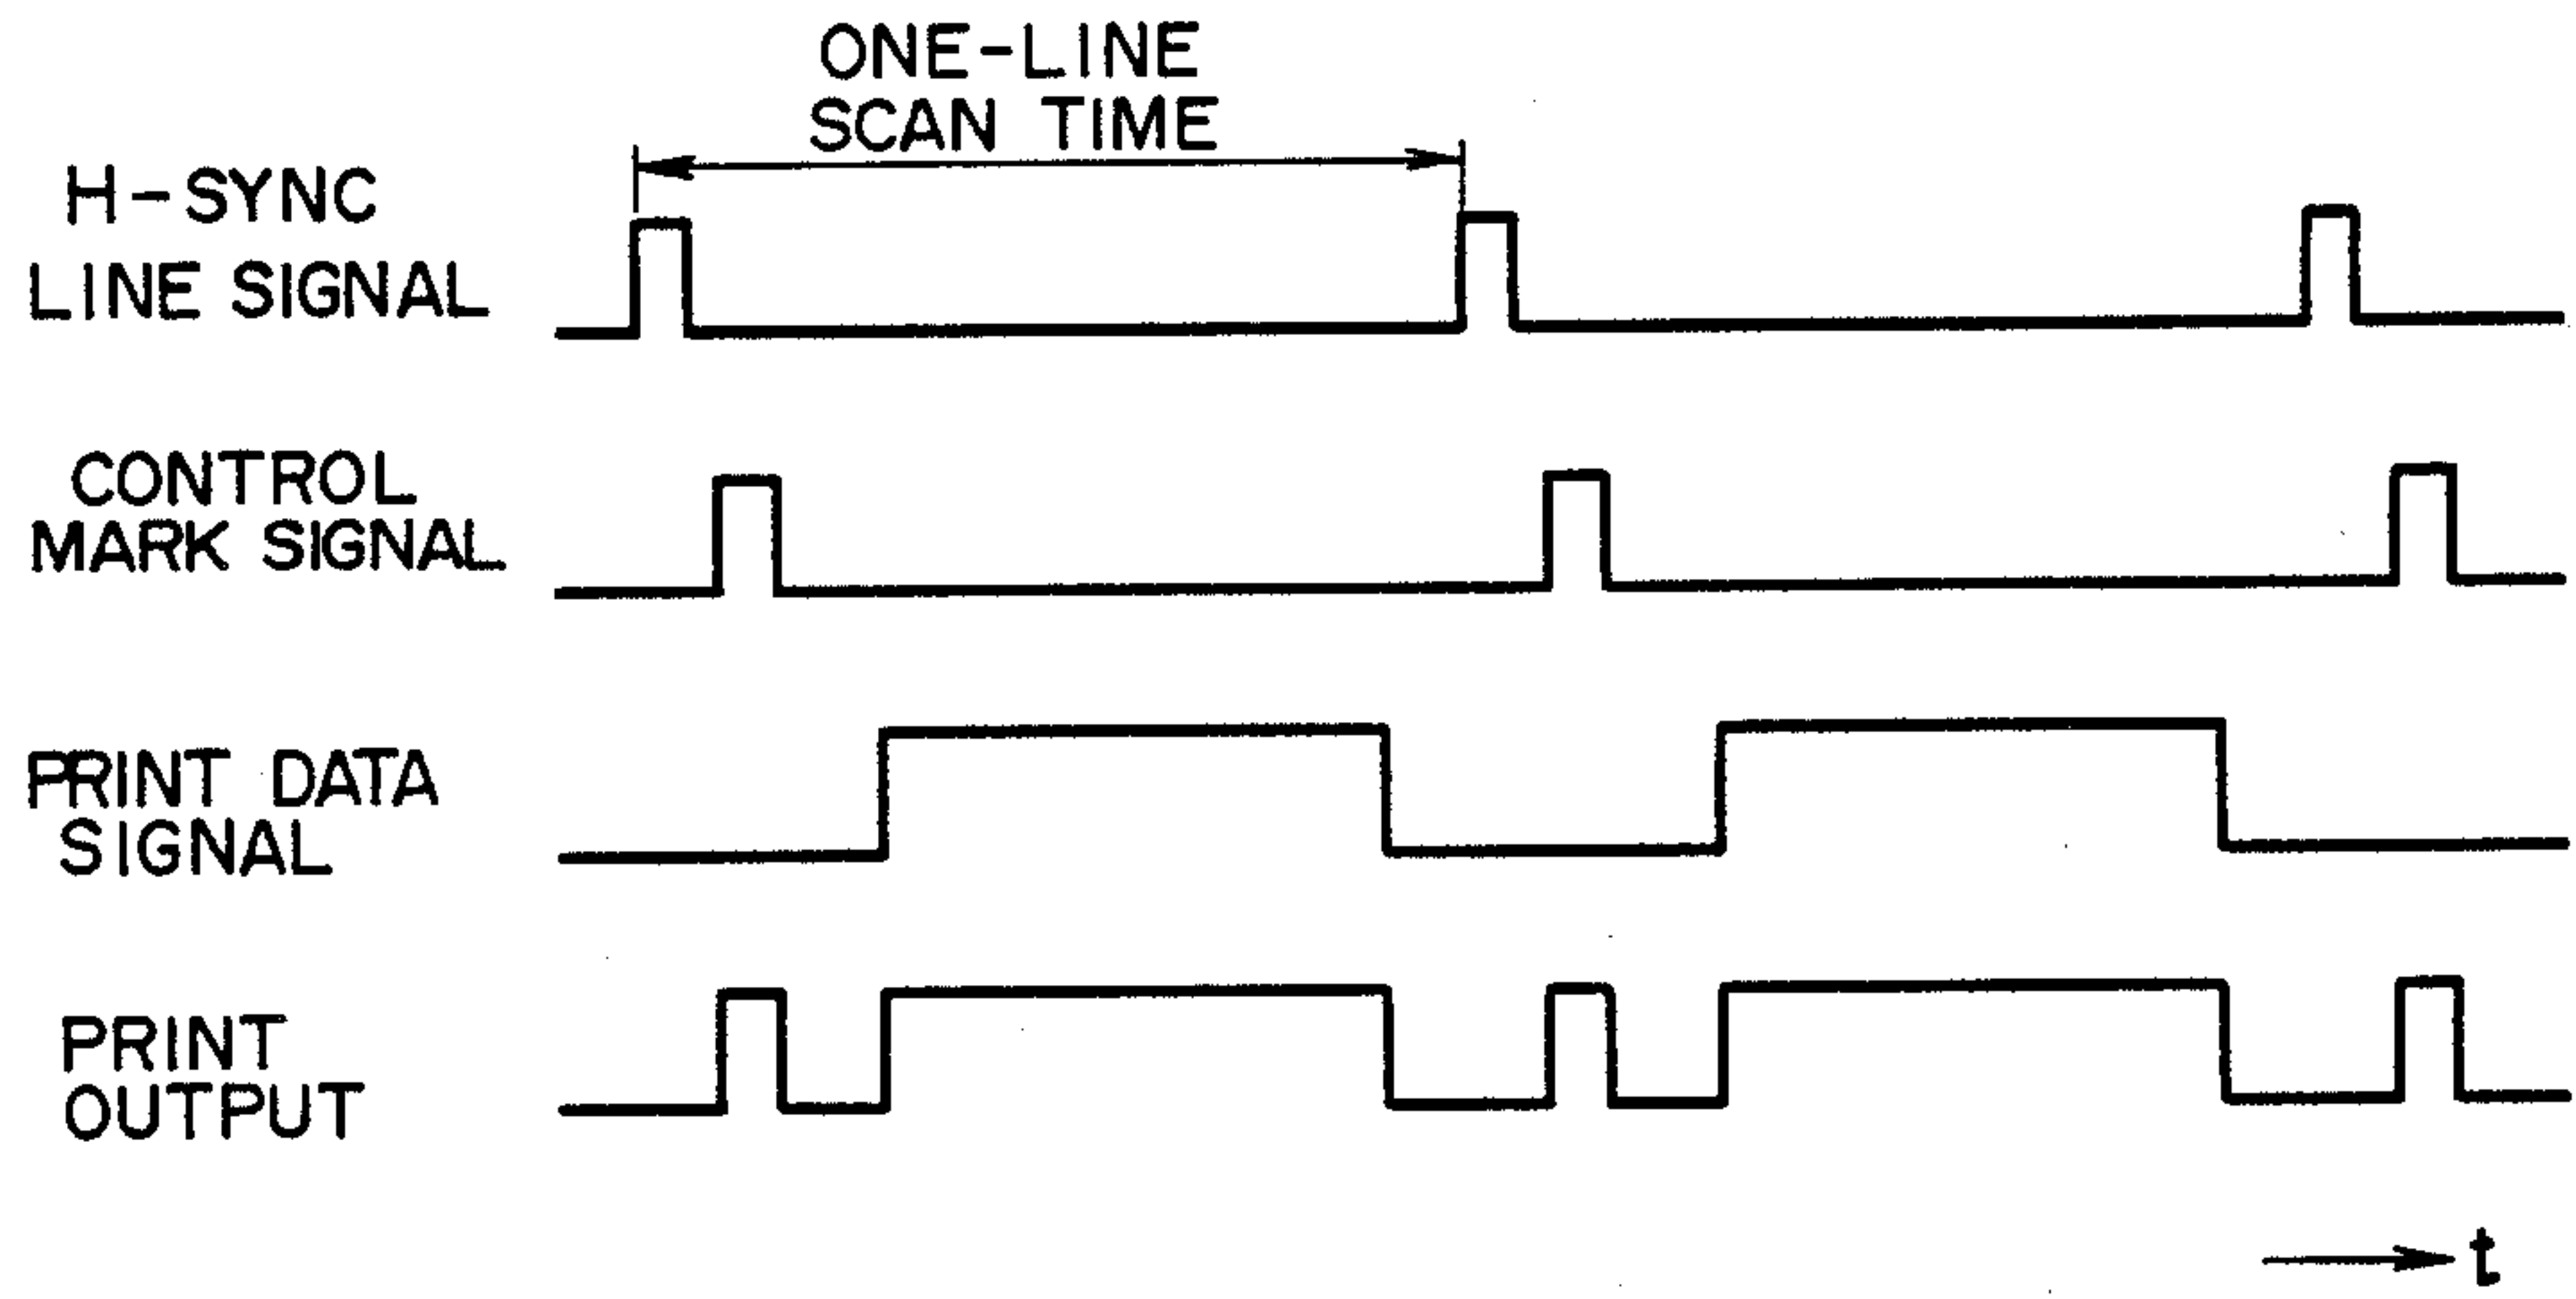 ONE-LINE
SCAN TIME
H-SYNC
LINE SIGNAL
CONTROL
MARK SIGNAL
PRINT DATA
SIGNAL
PRINT
OUTPUT
t